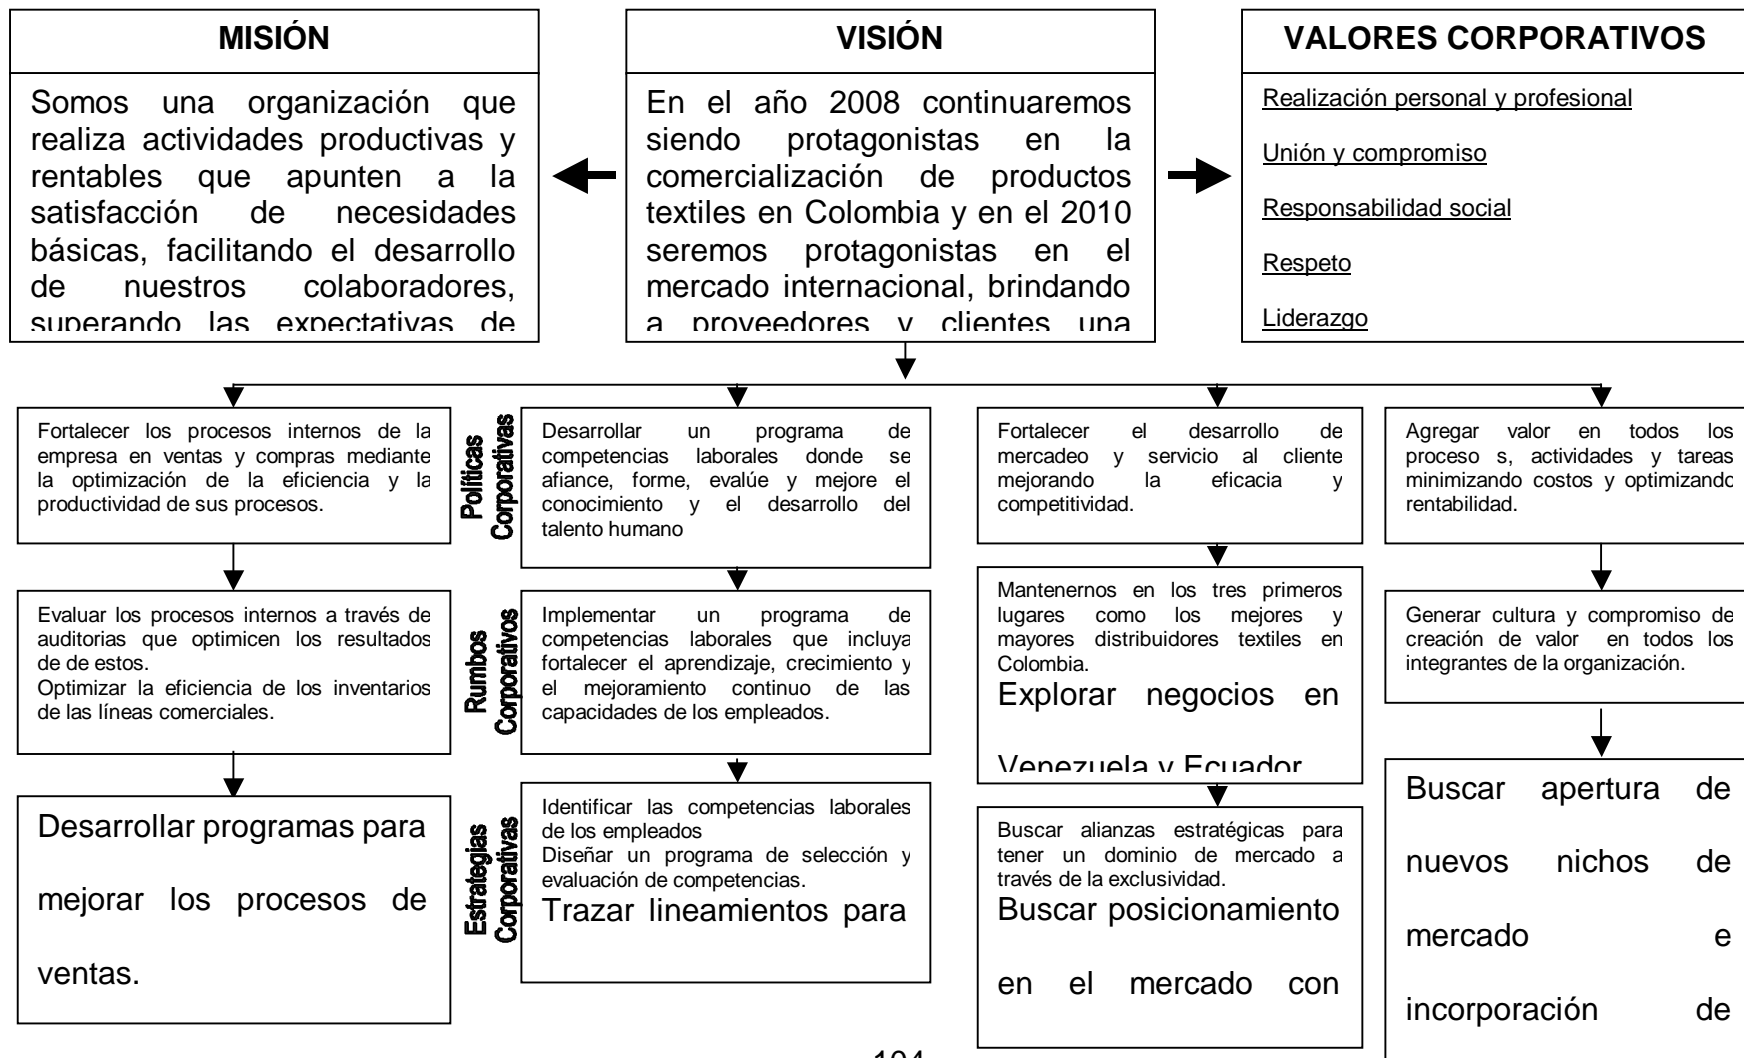 MISIÓN
Somos una organización que
realiza actividades productivas y
rentables que apunten a la
satisfacción de necesidades
básicas, facilitando el desarrollo
de nuestros colaboradores,
superando las expectativas de
VISIÓN
En el año 2008 continuaremos
siendo protagonistas en la
comercialización de productos
textiles en Colombia y en el 2010
seremos protagonistas en el
mercado internacional, brindando
a proveedores y clientes una
VALORES CORPORATIVOS
Realización personal y profesional
Unión y compromiso
Responsabilidad social
Respeto
Liderazgo
Políticas
Corporativas
Fortalecer los procesos internos de la
empresa en ventas y compras mediante
la optimización de la eficiencia y la
productividad de sus procesos.
Desarrollar un programa de
competencias laborales donde se
afiance, forme, evalúe y mejore el
conocimiento y el desarrollo del
talento humano
Fortalecer el desarrollo de
mercadeo y servicio al cliente
mejorando la eficacia y
competitividad.
Agregar valor en todos los
proceso s, actividades y tareas
minimizando costos y optimizando
rentabilidad.
Rumbos
Corporativos
Evaluar los procesos internos a través de
auditorias que optimicen los resultados
de de estos.
Optimizar la eficiencia de los inventarios
de las líneas comerciales.
Implementar un programa de
competencias laborales que incluya
fortalecer el aprendizaje, crecimiento y
el mejoramiento continuo de las
capacidades de los empleados.
Mantenernos en los tres primeros
lugares como los mejores y
mayores distribuidores textiles en
Colombia.
Explorar negocios en
Venezuela y Ecuador
Generar cultura y compromiso de
creación de valor en todos los
integrantes de la organización.
Estrategias
Corporativas
Desarrollar programas para
mejorar los procesos de
ventas.
Identificar las competencias laborales
de los empleados
Diseñar un programa de selección y
evaluación de competencias.
Trazar lineamientos para
Buscar alianzas estratégicas para
tener un dominio de mercado a
través de la exclusividad.
Buscar posicionamiento
en el mercado con
Buscar apertura de
nuevos nichos de
mercado e
incorporación de
104